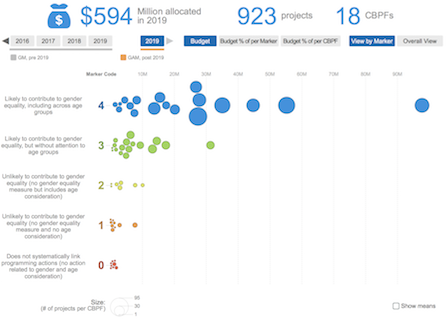 $594 Million allocated in 2019
923 projects
18 CBPFs
2016 2017 2018 2019
2019
Budget
Budget % of per Marker
Budget % of per CBPF
View by Marker
Overall View
GM, pre 2019
GAM, post 2019
Marker Code
10M 20M 30M 40M 50M 60M 70M 80M 90M
Likely to contribute to gender
equality, including across age
groups
4
Likely to contribute to gender
equality, but without attention to
age groups
3
Unlikely to contribute to gender
equality (no gender equality
measure but includes age
consideration)
2
Unlikely to contribute to gender
equality (no gender equality
measure and no age
consideration)
1
Does not systematically link
programming actions (no action
related to gender and age
consideration)
0
Size:
(# of projects per CBPF)
30
1
Show means